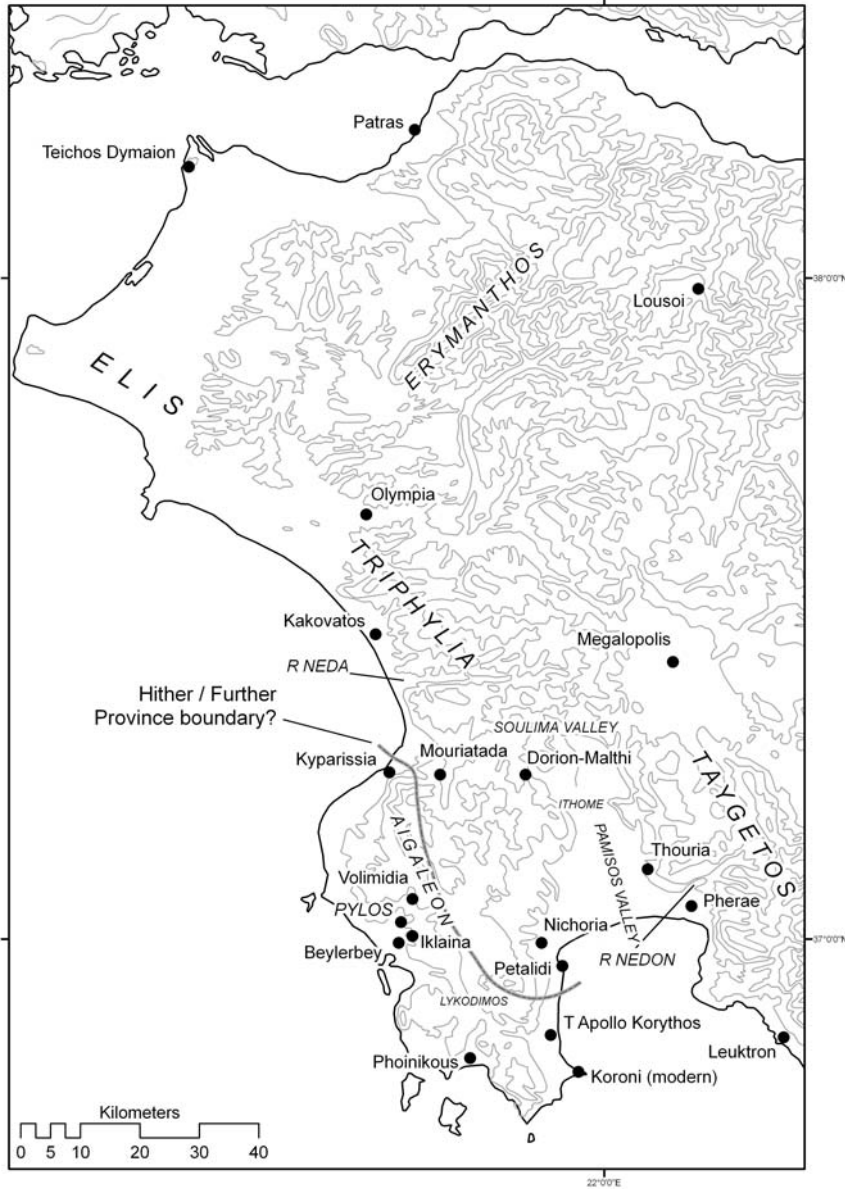 Patras
Teichos Dymaion
38°0'0"N
ERYMANTHOS
Lousoi
ELIS
Olympia
TRIPHYLIA
Kakovatos
Megalopolis
R NEDA
Hither / Further
Province boundary?
SOULIMA VALLEY
Kyparissia
Mouriatada
Dorion-Malthi
TAYGETOS
ITHOME
AIGALEON
PAMISOS VALLEY
Thouria
Volimidia
Pherae
PYLOS
Nichoria
Iklaina
37°0'0"N
Beylerbey
R NEDON
Petalidi
LYKODIMOS
T Apollo Korythos
Leuktron
Phoinikous
Koroni (modern)
Kilometers
0 5 10 20 30 40
22°0'0"E